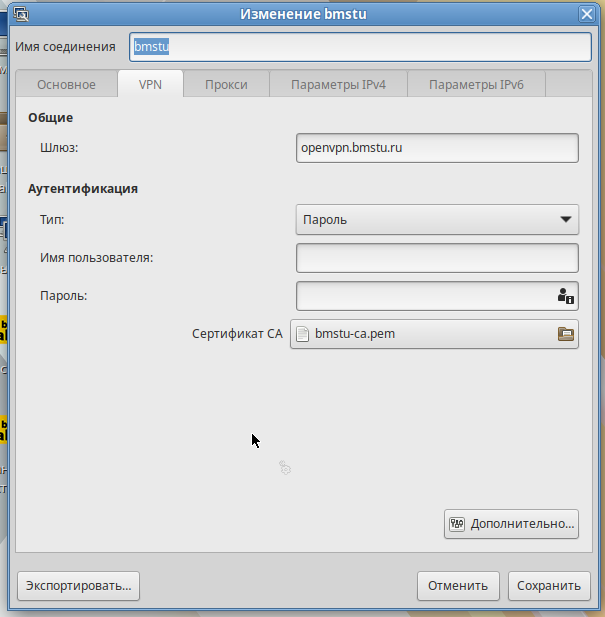 Изменение bmstu
Имя соединения bmstu
Основное VPN Прокси Параметры IPv4 Параметры IPv6
Общие
Шлюз: openvpn.bmstu.ru
Аутентификация
Тип: Пароль
Имя пользователя:
Пароль:
Сертификат CA bmstu-ca.pem
Дополнительно...
Экспортировать... Отменить Сохранить